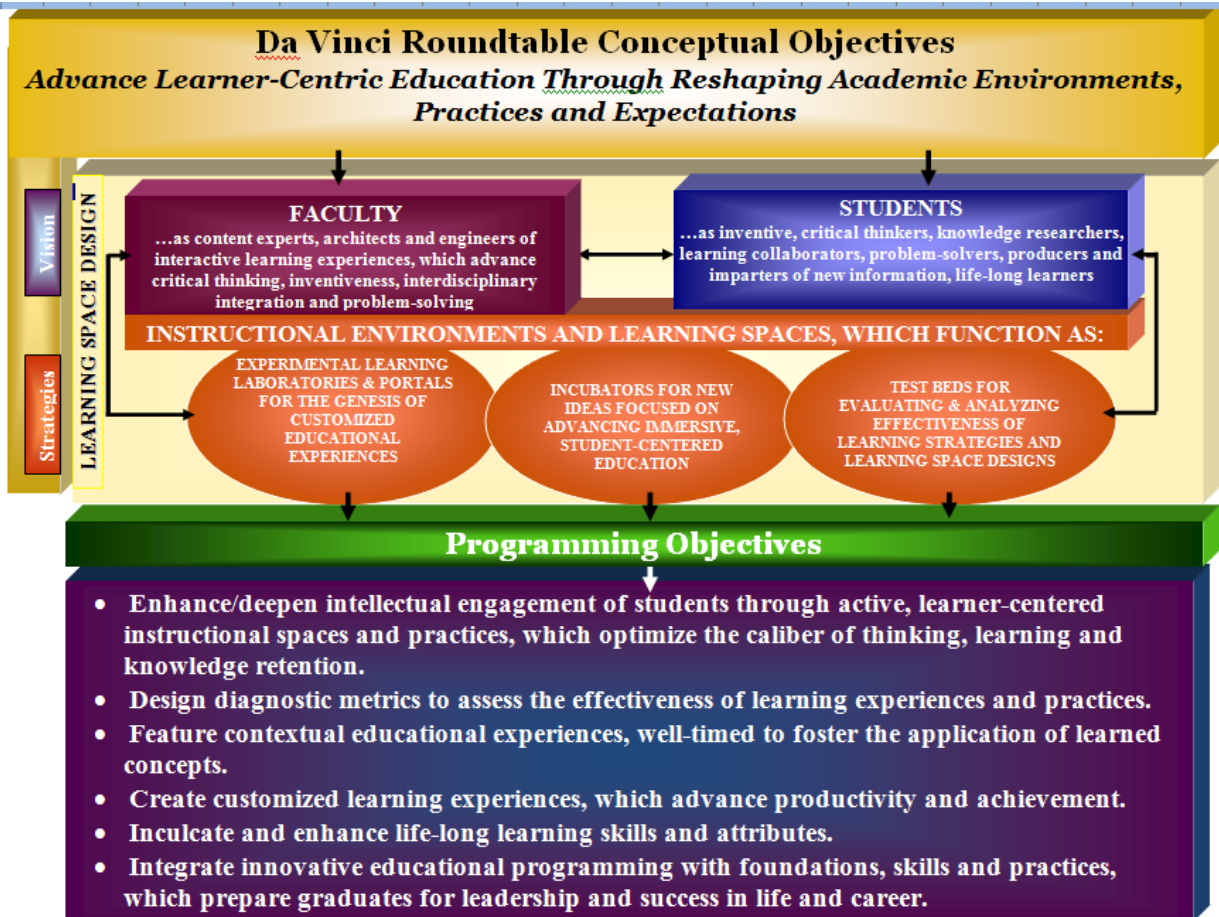 Da Vinci Roundtable Conceptual Objectives
Advance Learner-Centric Education Through Reshaping Academic Environments,
Practices and Expectations
Vision
Strategies
LEARNING SPACE DESIGN
FACULTY
…as content experts, architects and engineers of
interactive learning experiences, which advance
critical thinking, inventiveness, interdisciplinary
integration and problem-solving
STUDENTS
…as inventive, critical thinkers, knowledge researchers,
learning collaborators, problem-solvers, producers and
imparters of new information, life-long learners
INSTRUCTIONAL ENVIRONMENTS AND LEARNING SPACES, WHICH FUNCTION AS:
EXPERIMENTAL LEARNING
LABORATORIES & PORTALS
FOR THE GENESIS OF
CUSTOMIZED
EDUCATIONAL
EXPERIENCES
INCUBATORS FOR NEW
IDEAS FOCUSED ON
ADVANCING IMMERSIVE,
STUDENT-CENTERED
EDUCATION
TEST BEDS FOR
EVALUATING & ANALYZING
EFFECTIVENESS OF
LEARNING STRATEGIES AND
LEARNING SPACE DESIGNS
Programming Objectives
• Enhance/deepen intellectual engagement of students through active, learner-centered
instructional spaces and practices, which optimize the caliber of thinking, learning and
knowledge retention.
• Design diagnostic metrics to assess the effectiveness of learning experiences and practices.
• Feature contextual educational experiences, well-timed to foster the application of learned
concepts.
• Create customized learning experiences, which advance productivity and achievement.
• Inculcate and enhance life-long learning skills and attributes.
• Integrate innovative educational programming with foundations, skills and practices,
which prepare graduates for leadership and success in life and career.